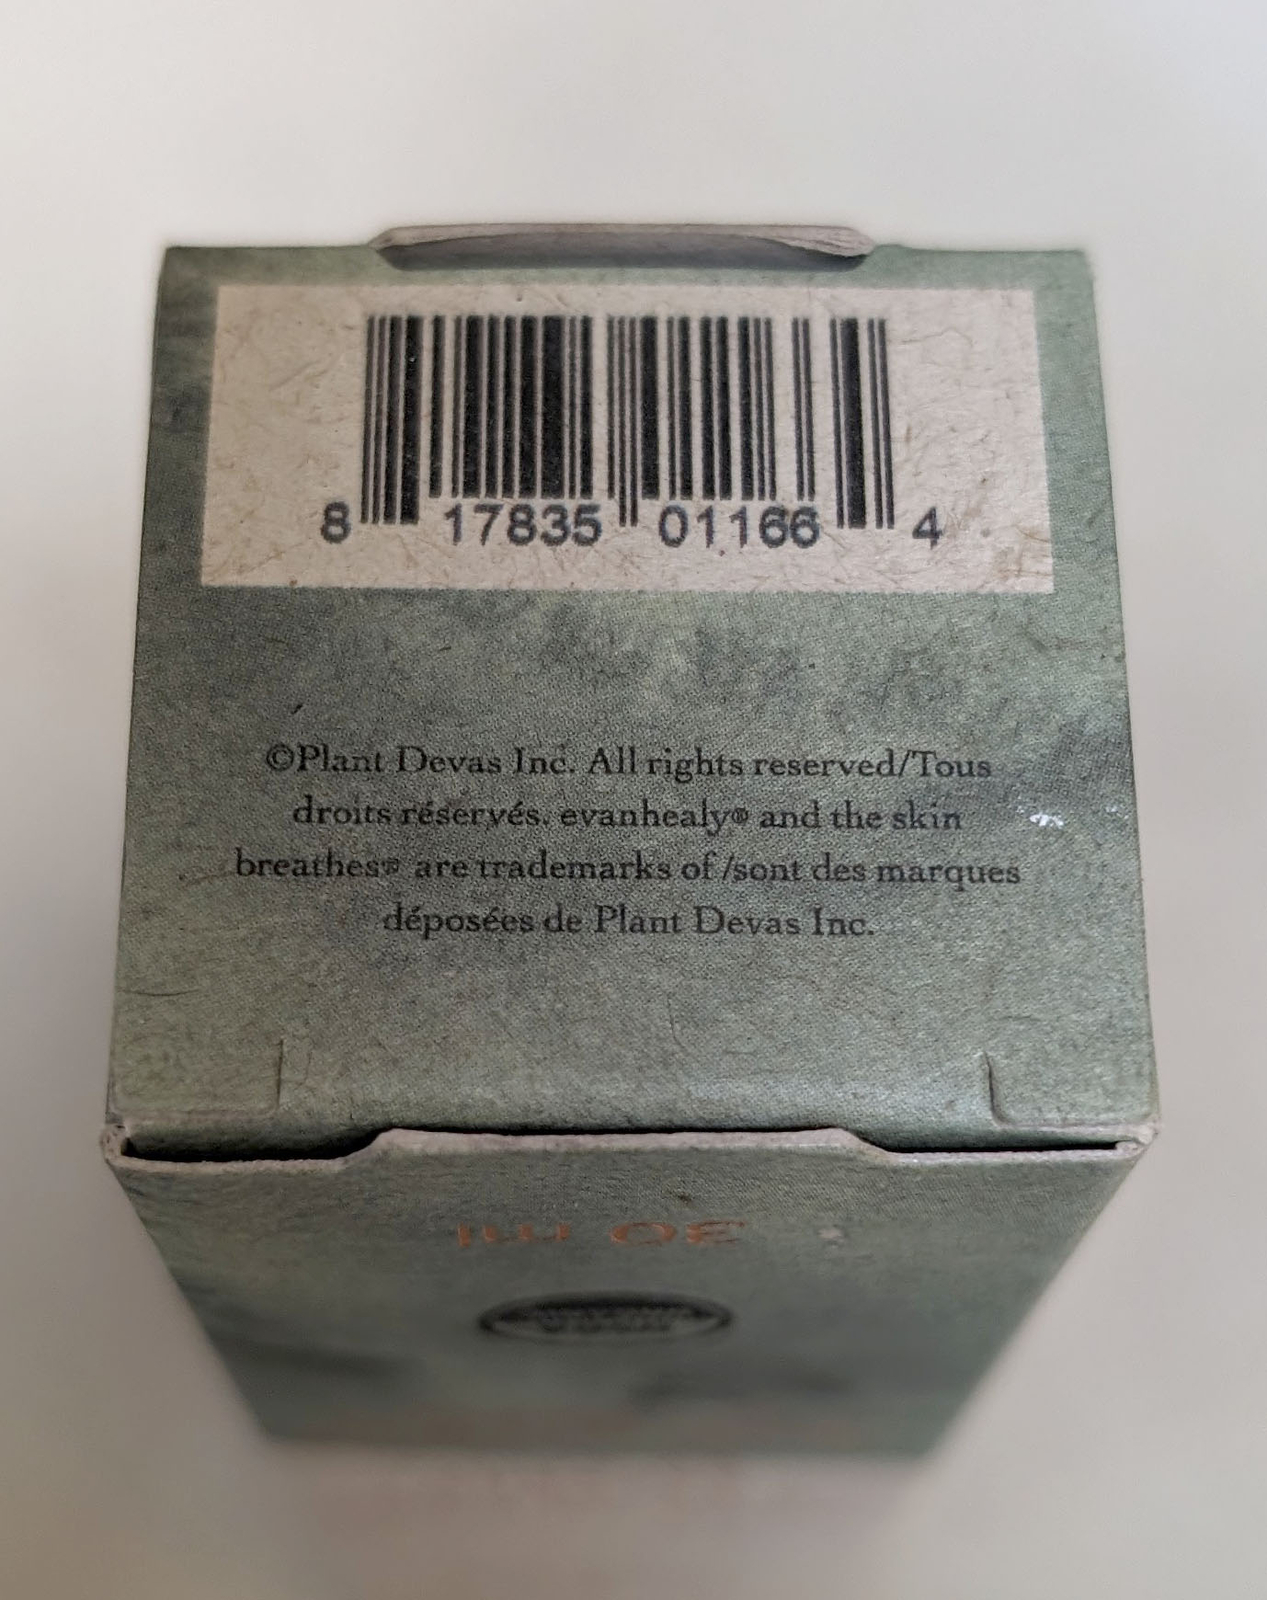 8 17835 01166 4
©Plant Devas Inc. All rights reserved/Tous
droits réservés. evanhealy® and the skin
breathes® are trademarks of /sont des marques
déposées de Plant Devas Inc.
30 ml